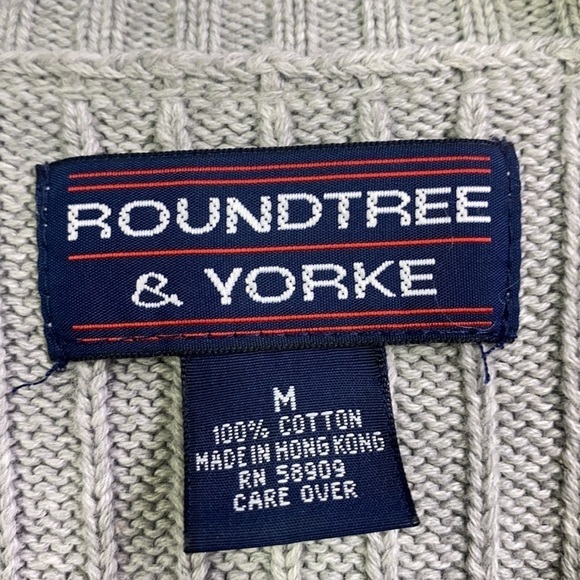 ROUNDTREE
& YORKE
M
100% COTTON
MADE IN HONG KONG
RN 58909
CARE OVER